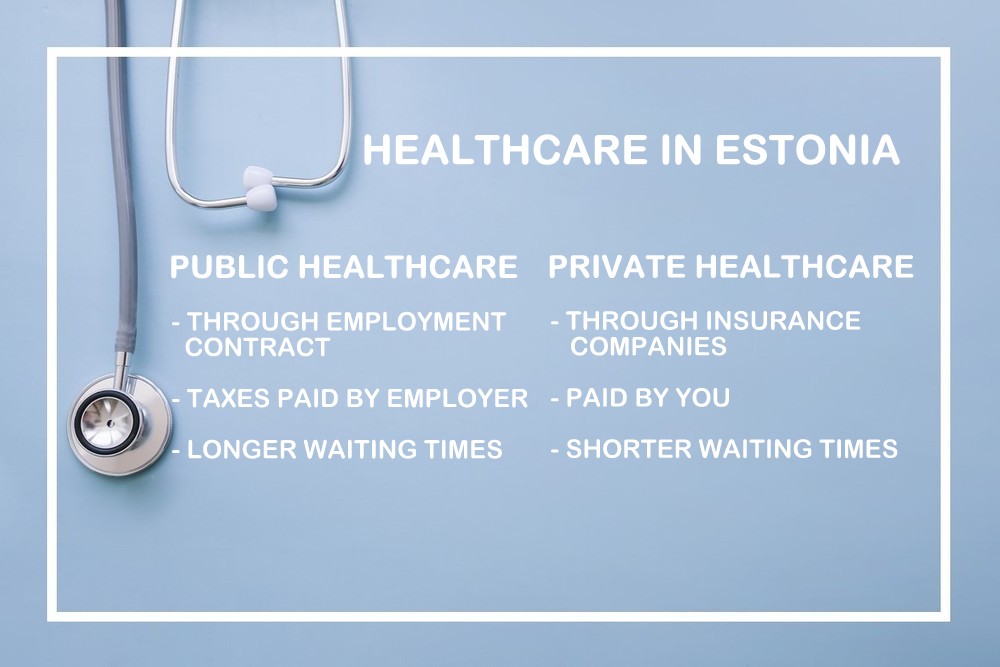 HEALTHCARE IN ESTONIA
PUBLIC HEALTHCARE
- THROUGH EMPLOYMENT
CONTRACT
- TAXES PAID BY EMPLOYER
- LONGER WAITING TIMES
PRIVATE HEALTHCARE
- THROUGH INSURANCE
COMPANIES
- PAID BY YOU
- SHORTER WAITING TIMES